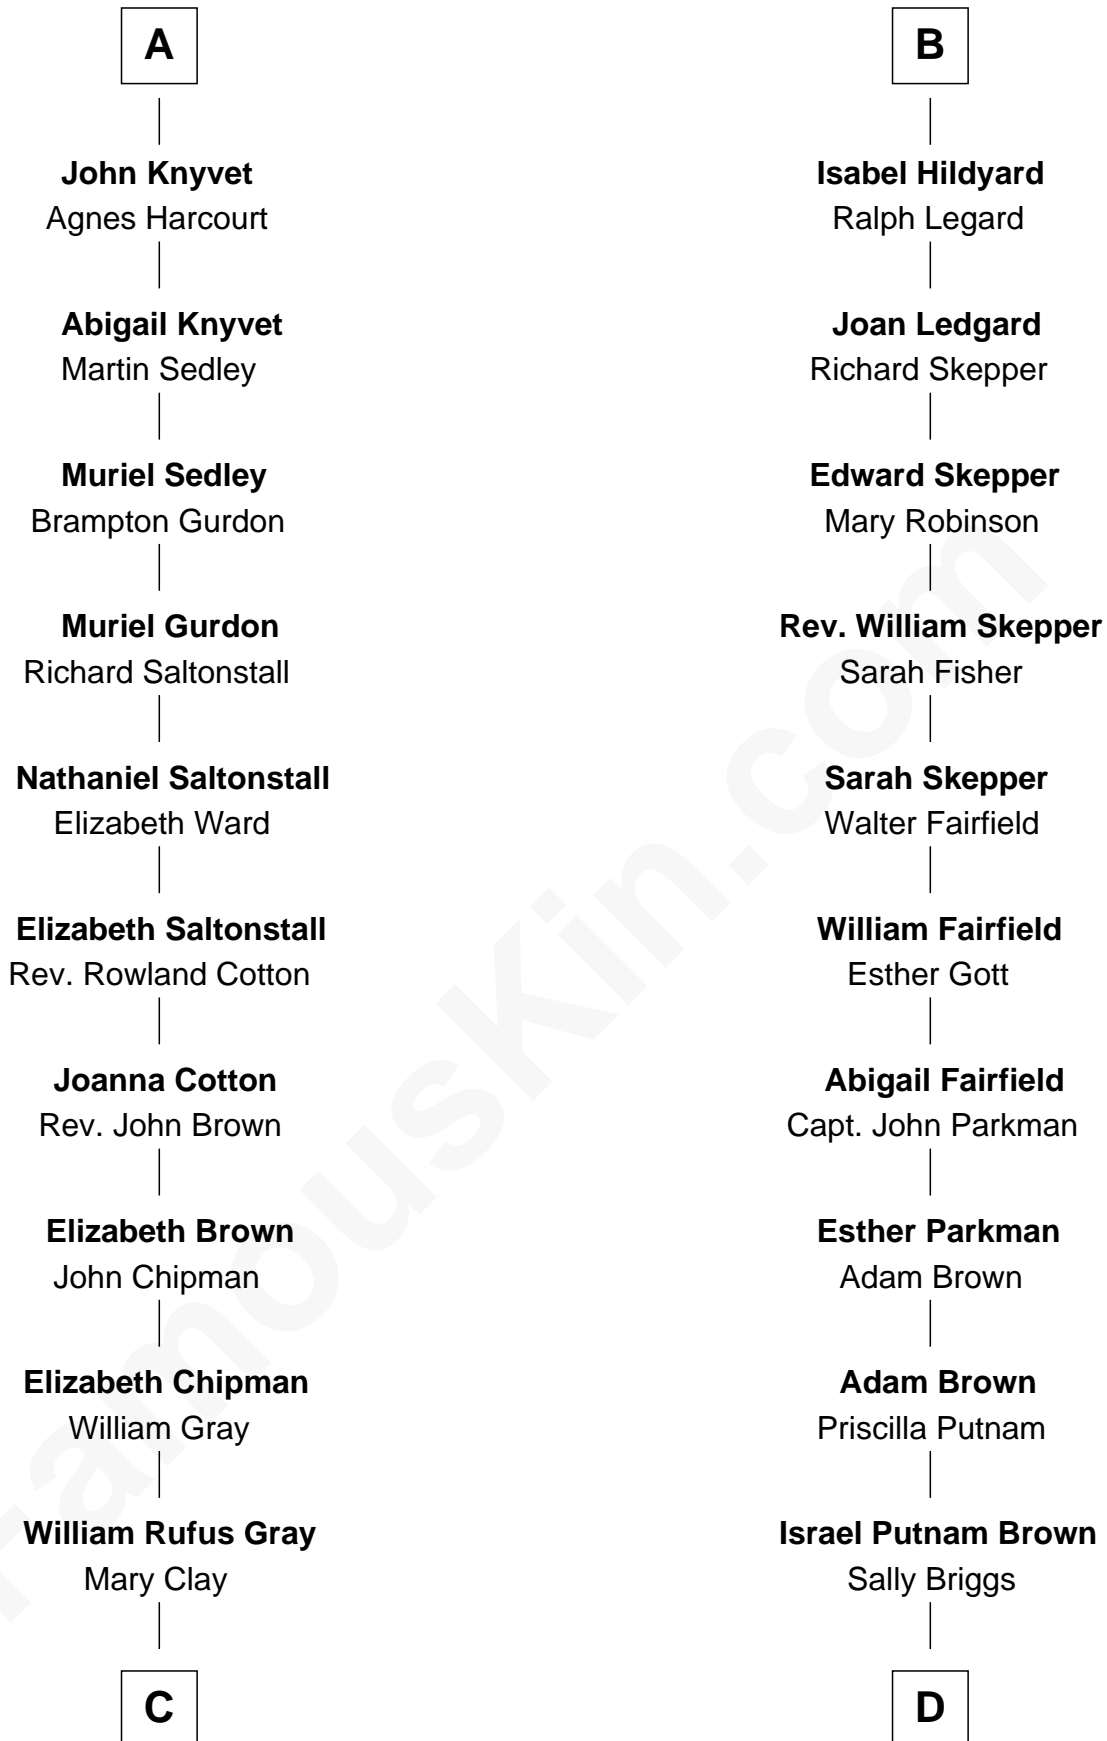 A
John Knyvet
Agnes Harcourt
Abigail Knyvet
Martin Sedley
Muriel Sedley
Brampton Gurdon
Muriel Gurdon
Richard Saltonstall
Nathaniel Saltonstall
Elizabeth Ward
Elizabeth Saltonstall
Rev. Rowland Cotton
Joanna Cotton
Rev. John Brown
Elizabeth Brown
John Chipman
Elizabeth Chipman
William Gray
William Rufus Gray
Mary Clay
C
B
Isabel Hildyard
Ralph Legard
Joan Ledgard
Richard Skepper
Edward Skepper
Mary Robinson
Rev. William Skepper
Sarah Fisher
Sarah Skepper
Walter Fairfield
William Fairfield
Esther Gott
Abigail Fairfield
Capt. John Parkman
Esther Parkman
Adam Brown
Adam Brown
Priscilla Putnam
Israel Putnam Brown
Sally Briggs
D
FamousKin.com